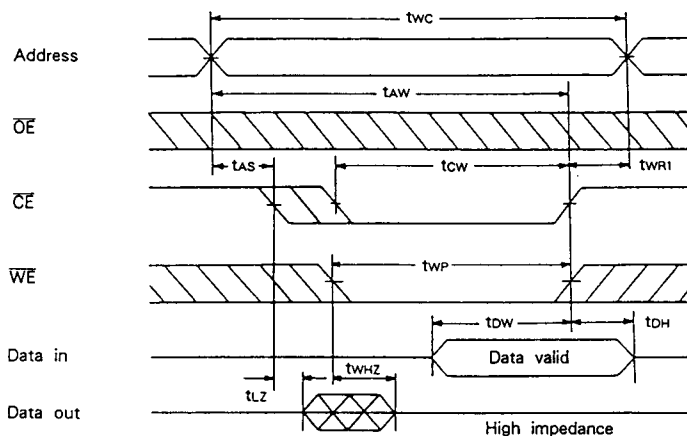 tWC
Address
tAW
OE
tAS
tCW
tWR1
CE
WE
tWP
tDW
tDH
Data in
Data valid
tWHZ
tLZ
Data out
High impedance